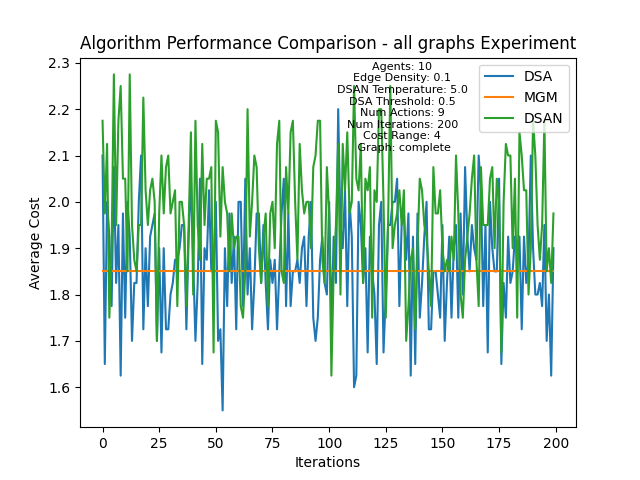 Algorithm Performance Comparison - all graphs Experiment
Agents: 10
Edge Density: 0.1
DSAN Temperature: 5.0
DSA Threshold: 0.5
Num Actions: 9
Num Iterations: 200
Cost Range: 4
Graph: complete
DSA
MGM
DSAN
Average Cost
2.3
2.2
2.1
2.0
1.9
1.8
1.7
1.6
0 25 50 75 100 125 150 175 200
Iterations